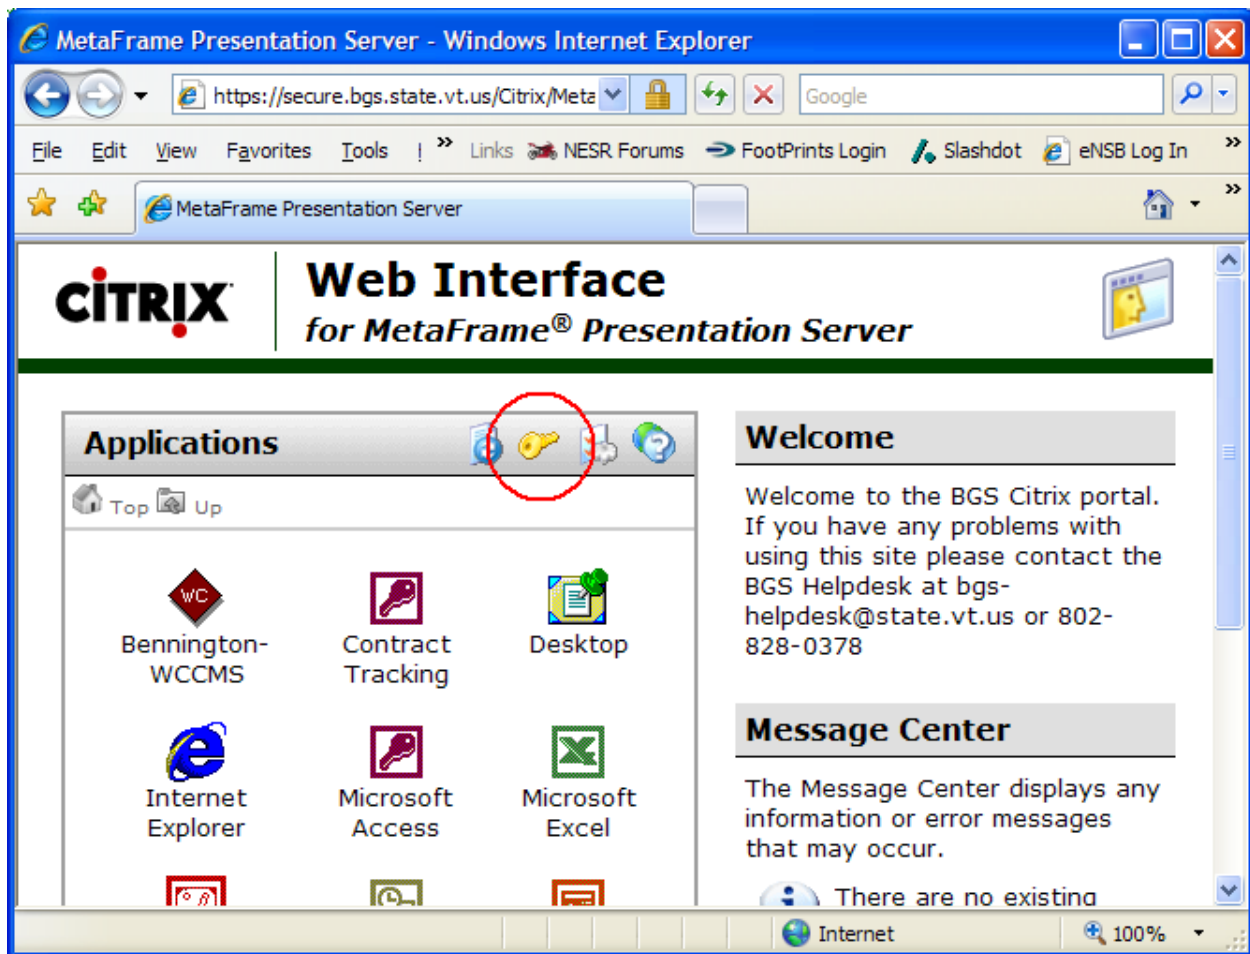 MetaFrame Presentation Server - Windows Internet Explorer
https://secure.bgs.state.vt.us/Citrix/Meta
Google
File Edit View Favorites Tools » Links NESR Forums FootPrints Login Slashdot eNSB Log In »
MetaFrame Presentation Server »
CITRIX
Web Interface
for MetaFrame® Presentation Server
Applications
Top Up
WC
Bennington-
WCCMS
Contract
Tracking
Desktop
Internet
Explorer
Microsoft
Access
Microsoft
Excel
Welcome
Welcome to the BGS Citrix portal.
If you have any problems with
using this site please contact the
BGS Helpdesk at bgs-
helpdesk@state.vt.us or 802-
828-0378
Message Center
The Message Center displays any
information or error messages
that may occur.
There are no existing
Internet
100%